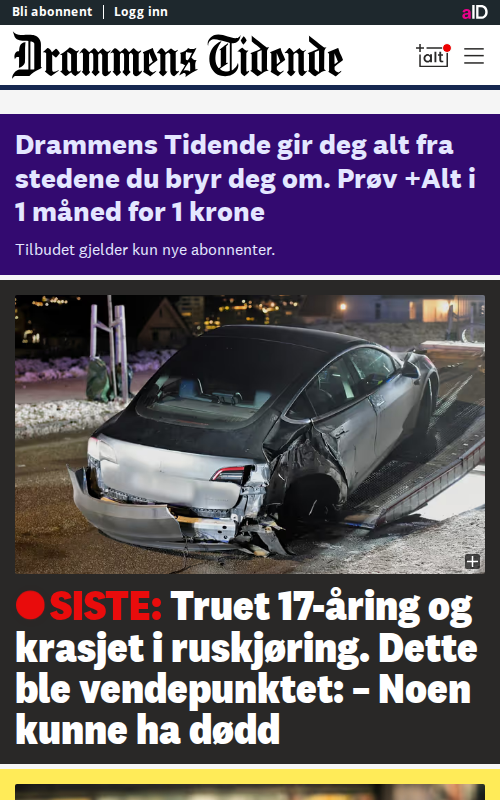 Bli abonnent | Logg inn
aID
Drammens Tidende
+alt
Drammens Tidende gir deg alt fra
stedene du bryr deg om. Prøv +Alt i
1 måned for 1 krone
Tilbudet gjelder kun nye abonnenter.
SISTE: Truet 17-åring og
krasjet i ruskjøring. Dette
ble vendepunktet: – Noen
kunne ha dødd